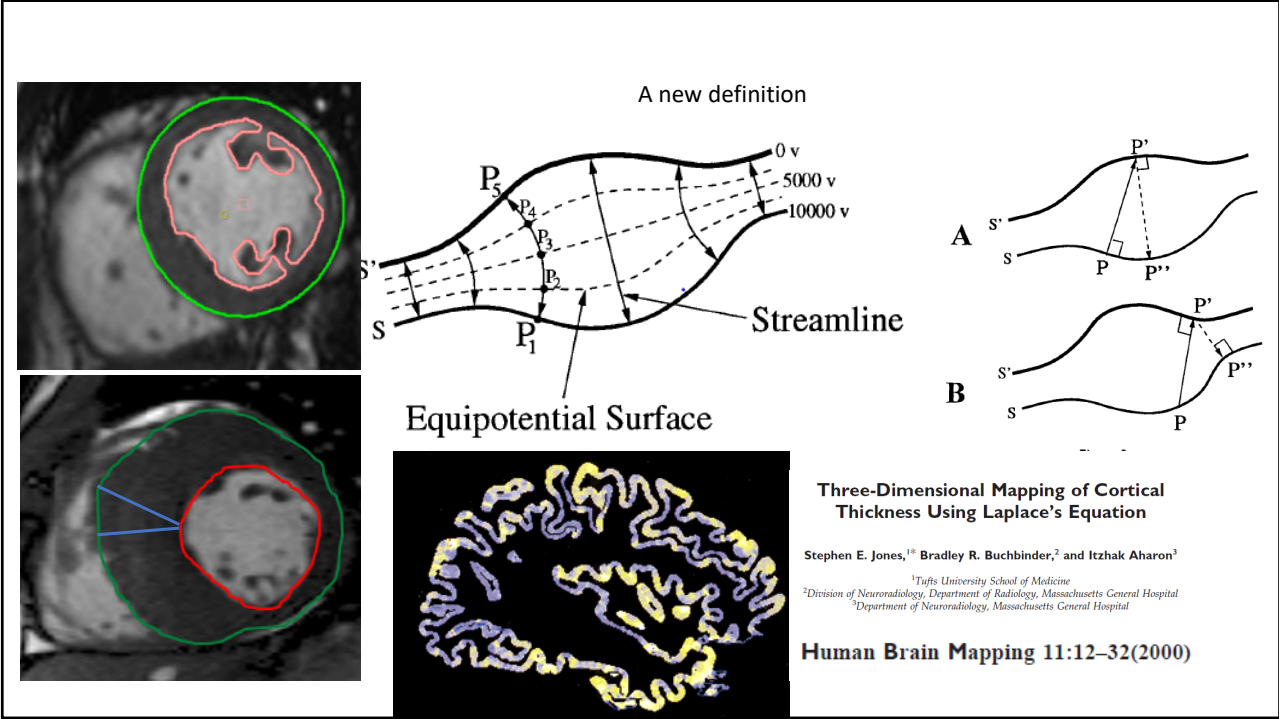 A new definition
0 v
5000 v
10000 v
P5
P4
P3
P2
P1
S'
S
Streamline
Equipotential Surface
P'
S'
A
S
P
P''
P'
B
S'
S
P''
P
Three-Dimensional Mapping of Cortical
Thickness Using Laplace's Equation
Stephen E. Jones,1* Bradley R. Buchbinder,2 and Itzhak Aharon3
1Tufts University School of Medicine
2Division of Neuroradiology, Department of Radiology, Massachusetts General Hospital
3Department of Neuroradiology, Massachusetts General Hospital
Human Brain Mapping 11:12–32(2000)